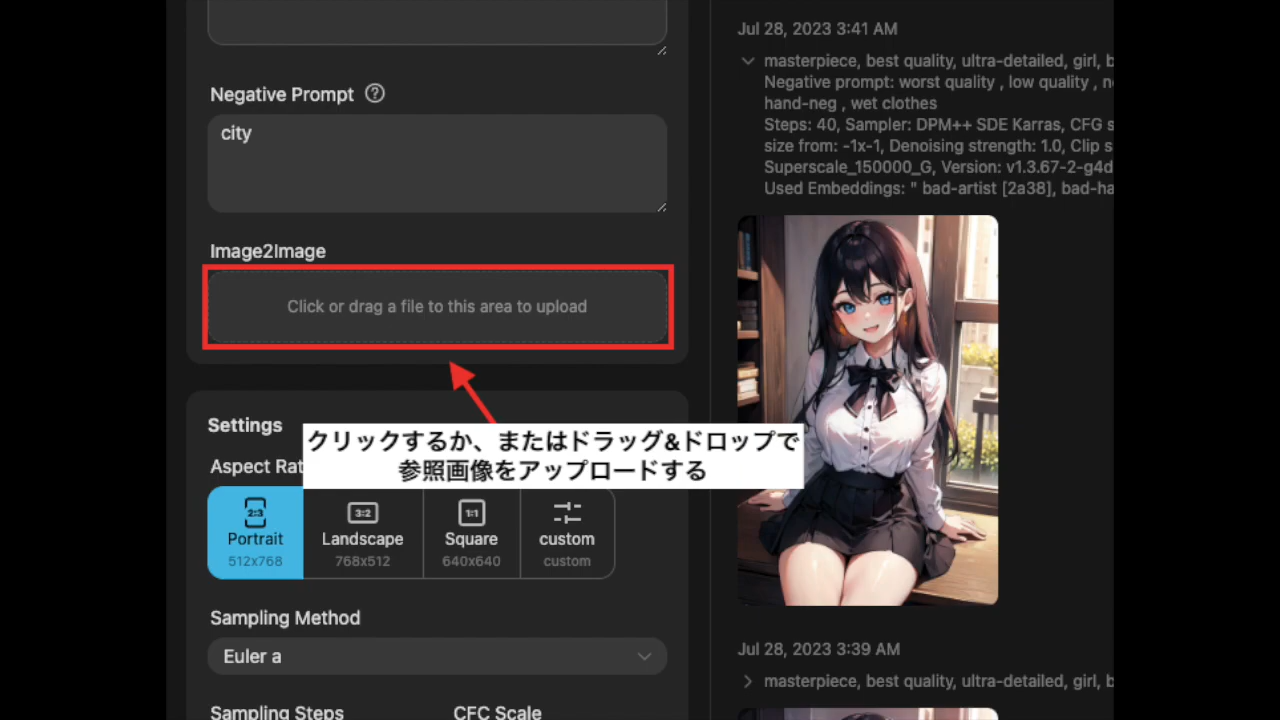 Negative Prompt ?
city
Image2Image
Click or drag a file to this area to upload
Settings
Aspect Rat
クリックするか、またはドラッグ&ドロップで
参照画像をアップロードする
2:3
Portrait
512x768
3:2
Landscape
768x512
1:1
Square
640x640
custom
custom
Sampling Method
Euler a
Sampling Steps
CFG Scale
Jul 28, 2023 3:41 AM
masterpiece, best quality, ultra-detailed, girl, b
Negative prompt: worst quality , low quality , n
hand-neg , wet clothes
Steps: 40, Sampler: DPM++ SDE Karras, CFG s
size from: -1x-1, Denoising strength: 1.0, Clip s
Superscale_150000_G, Version: v1.3.67-2-g4d
Used Embeddings: " bad-artist [2a38], bad-ha
Jul 28, 2023 3:39 AM
masterpiece, best quality, ultra-detailed, girl, b